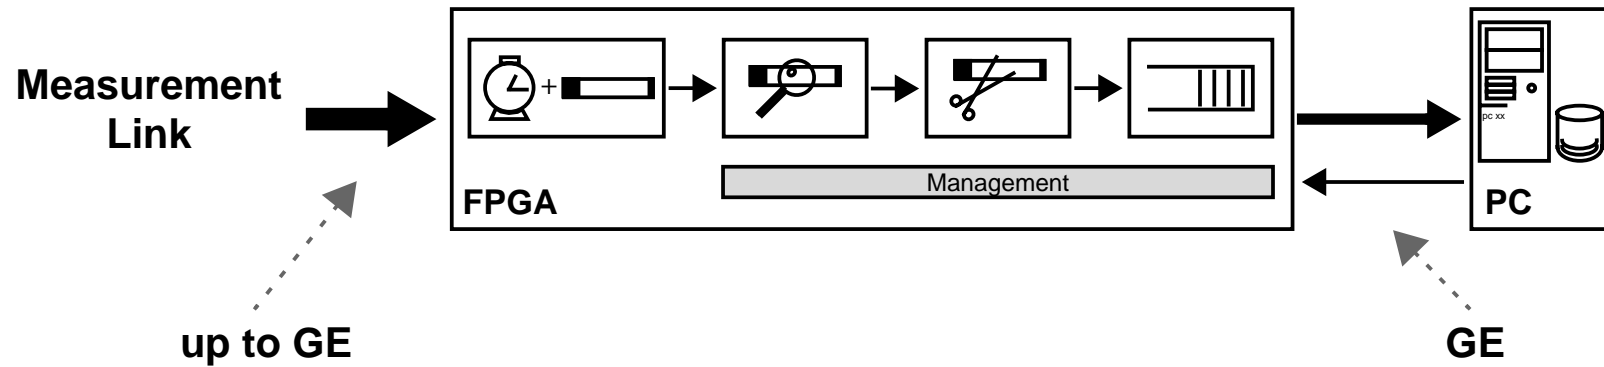 Measurement
Link
+
pc xx
Management
FPGA
PC
up to GE
GE